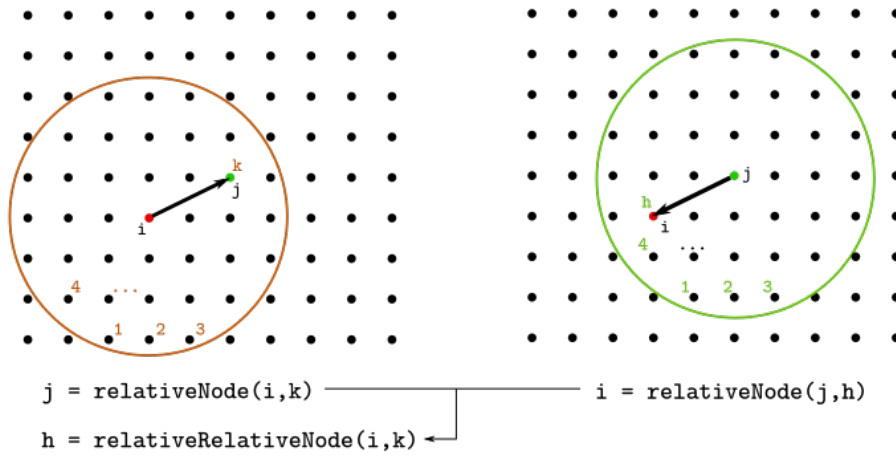 k
j
i
4 ...
1 2 3
j
h
i
4 ...
1 2 3
j = relativeNode(i,k)
i = relativeNode(j,h)
h = relativeRelativeNode(i,k)